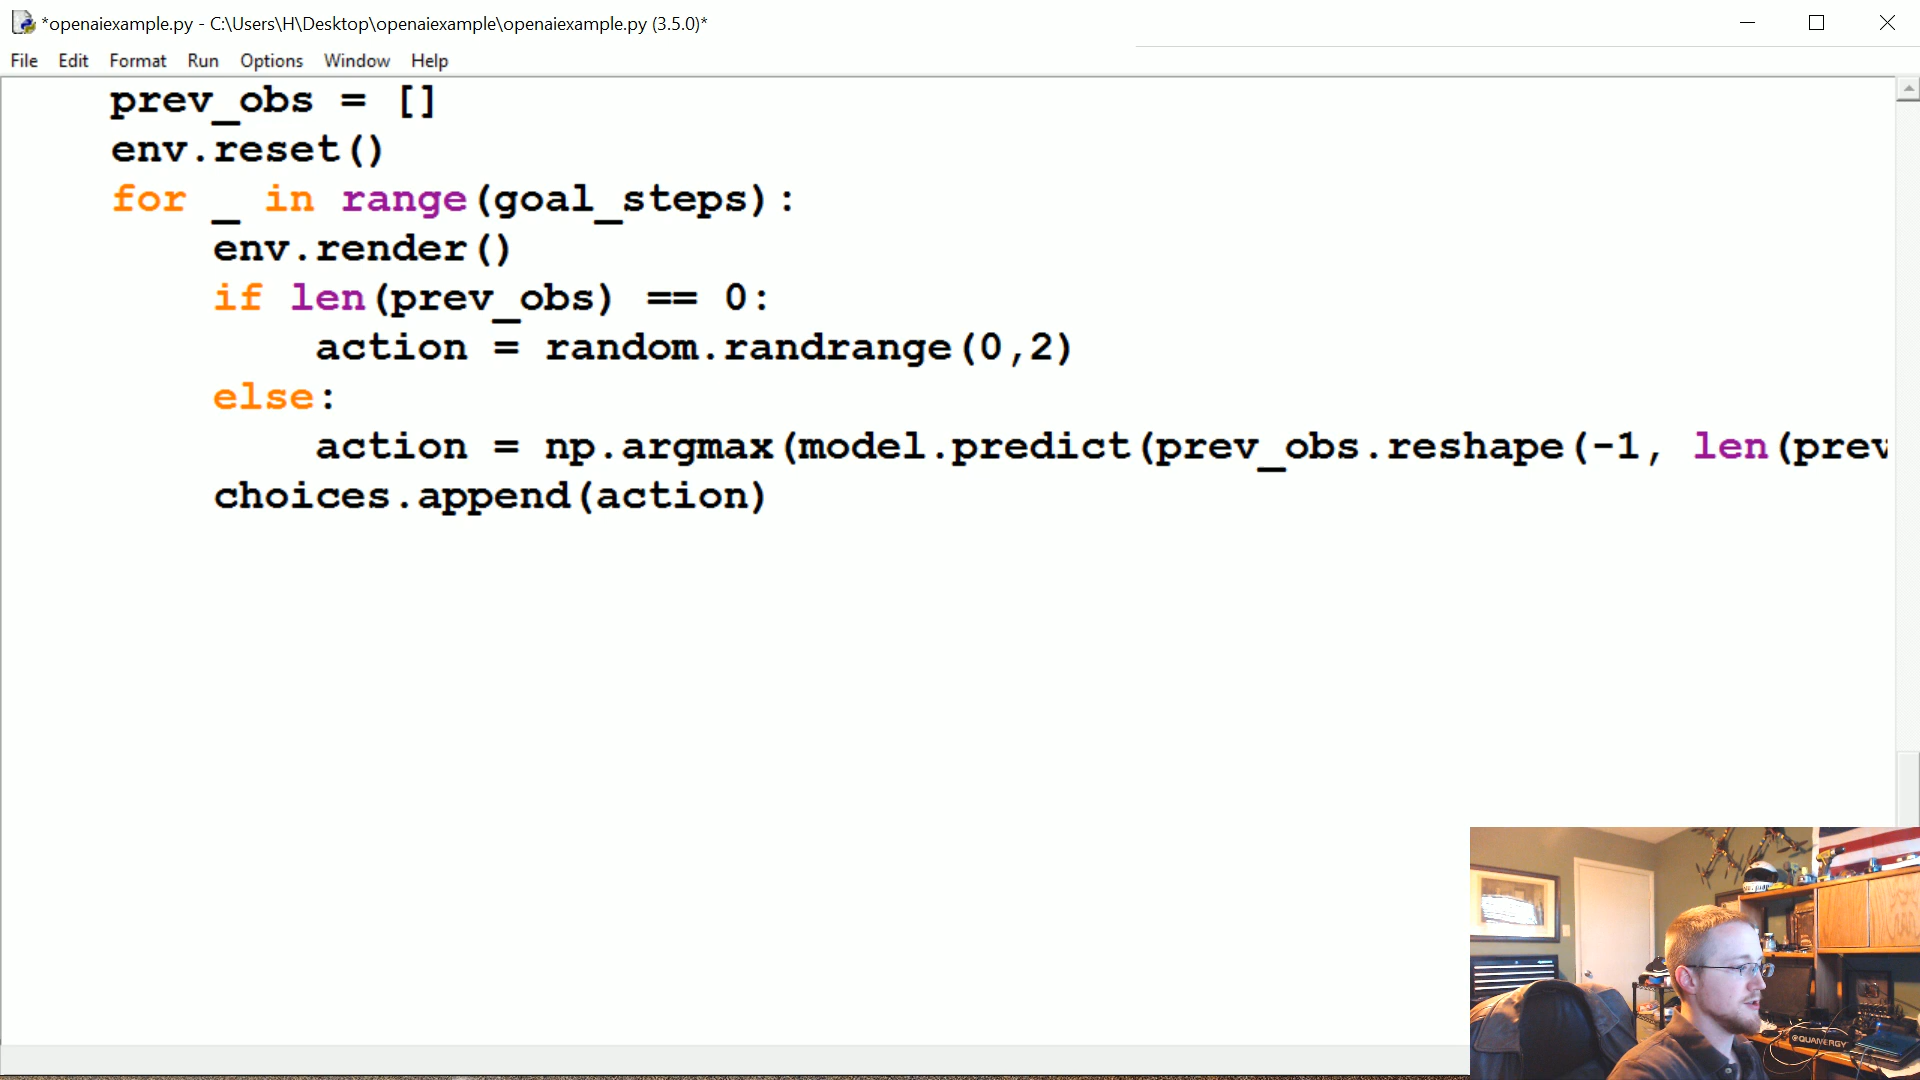 *openaiexample.py - C:\Users\H\Desktop\openaiexample\openaiexample.py (3.5.0)*
File Edit Format Run Options Window Help
prev_obs = []
env.reset()
for _ in range(goal_steps):
env.render()
if len(prev_obs) == 0:
action = random.randrange(0,2)
else:
action = np.argmax(model.predict(prev_obs.reshape(-1, len(prev
choices.append(action)
QUANERGY